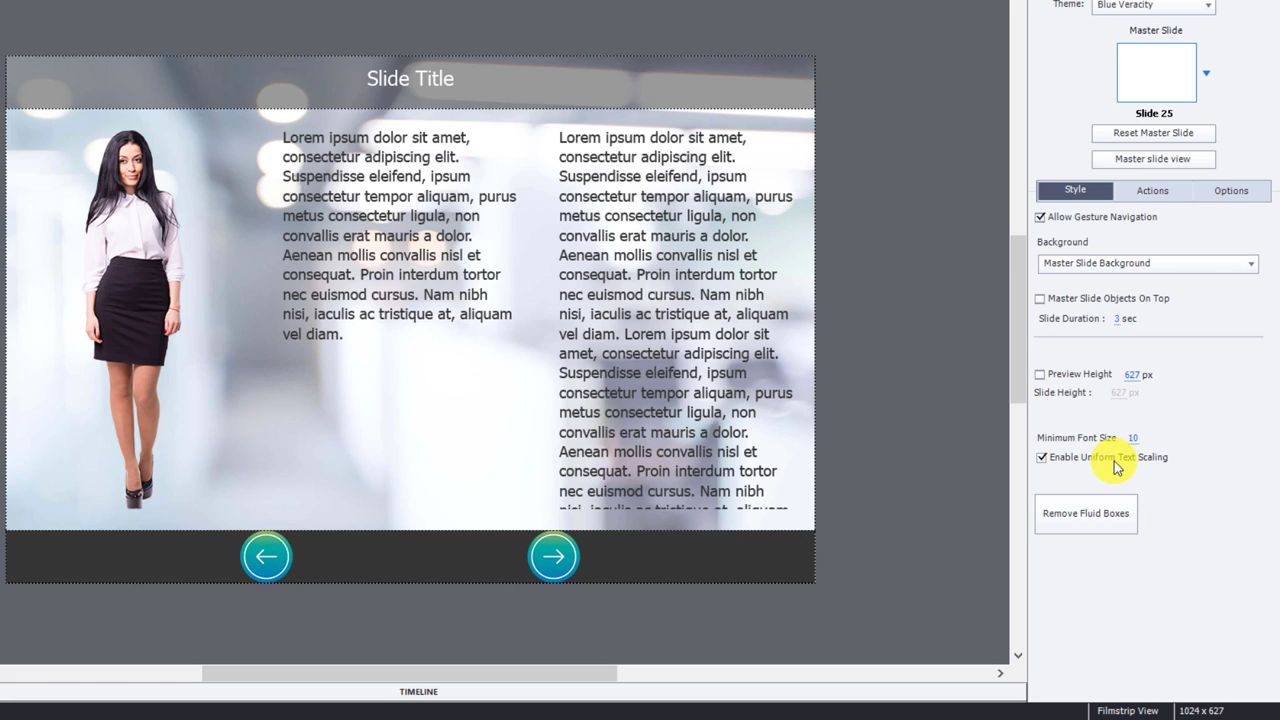 Theme: Blue Veracity
Master Slide
Slide 25
Reset Master Slide
Master slide view
Style Actions Options
Allow Gesture Navigation
Background
Master Slide Background
Master Slide Objects On Top
Slide Duration : 3 sec
Preview Height 627 px
Slide Height : 627 px
Minimum Font Size 10
Enable Uniform Text Scaling
Remove Fluid Boxes
Slide Title
Lorem ipsum dolor sit amet,
consectetur adipiscing elit.
Suspendisse eleifend, ipsum
consectetur tempor aliquam, purus
metus consectetur ligula, non
convallis erat mauris a dolor.
Aenean mollis convallis nisl et
consequat. Proin interdum tortor
nec euismod cursus. Nam nibh
nisi, iaculis ac tristique at, aliquam
vel diam.
Lorem ipsum dolor sit amet,
consectetur adipiscing elit.
Suspendisse eleifend, ipsum
consectetur tempor aliquam, purus
metus consectetur ligula, non
convallis erat mauris a dolor.
Aenean mollis convallis nisl et
consequat. Proin interdum tortor
nec euismod cursus. Nam nibh
nisi, iaculis ac tristique at, aliquam
vel diam. Lorem ipsum dolor sit
amet, consectetur adipiscing elit.
Suspendisse eleifend, ipsum
consectetur tempor aliquam, purus
metus consectetur ligula, non
convallis erat mauris a dolor.
Aenean mollis convallis nisl et
consequat. Proin interdum tortor
nec euismod cursus. Nam nibh
nisi, iaculis ac tristique at, aliquam
TIMELINE
Filmstrip View 1024 x 627